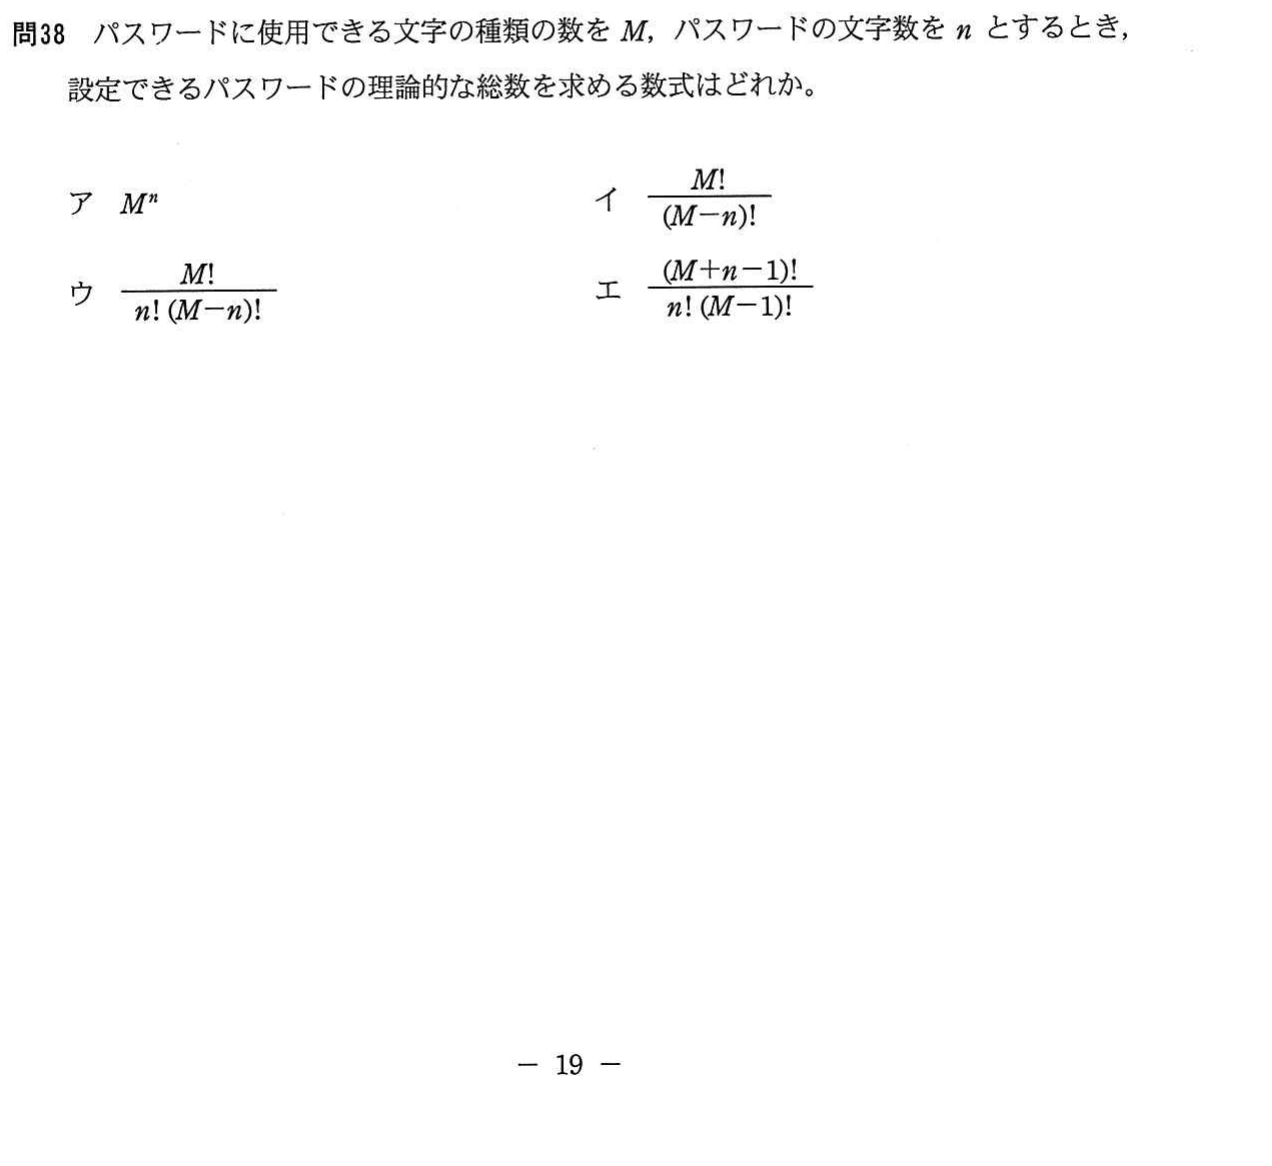 問38 パスワードに使用できる文字の種類の数を M，パスワードの文字数を n とするとき，
設定できるパスワードの理論的な総数を求める数式はどれか。
ア Mⁿ イ M!/(M−n)!
ウ M!/n!(M−n)! エ (M+n−1)!/n!(M−1)!
− 19 −